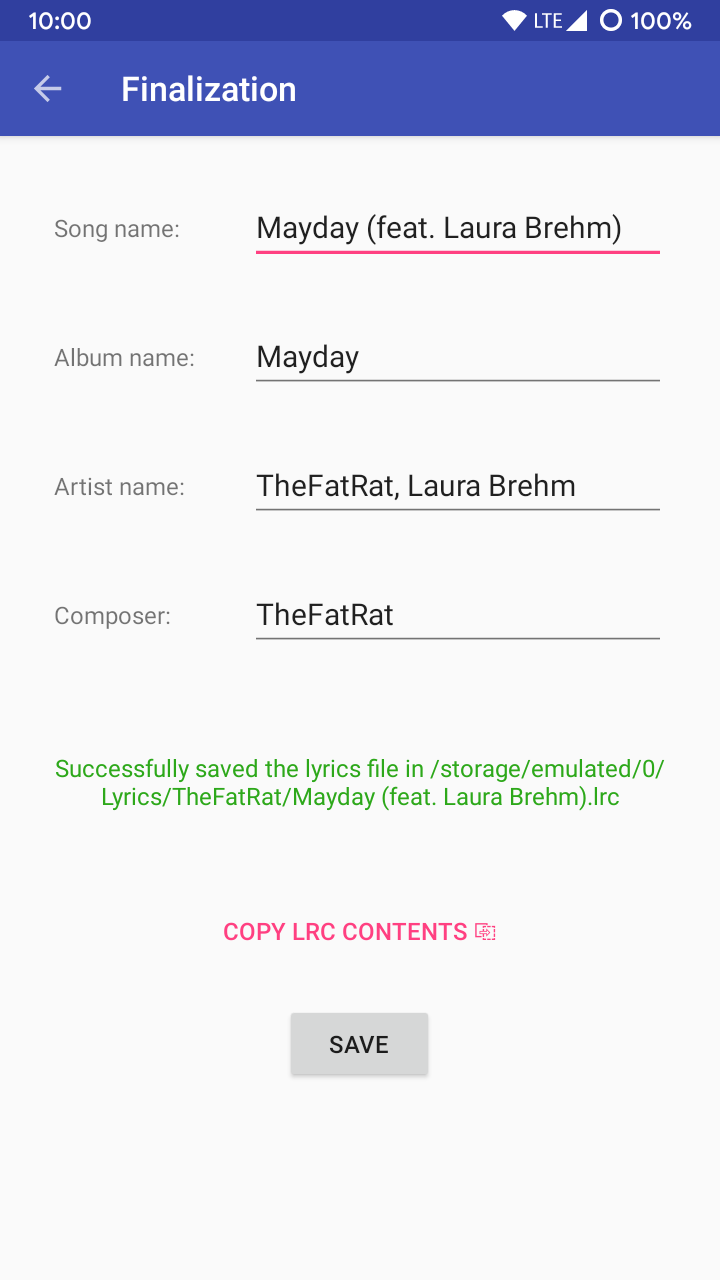 10:00 LTE 100%
Finalization
Song name: Mayday (feat. Laura Brehm)
Album name: Mayday
Artist name: TheFatRat, Laura Brehm
Composer: TheFatRat
Successfully saved the lyrics file in /storage/emulated/0/
Lyrics/TheFatRat/Mayday (feat. Laura Brehm).lrc
COPY LRC CONTENTS
SAVE